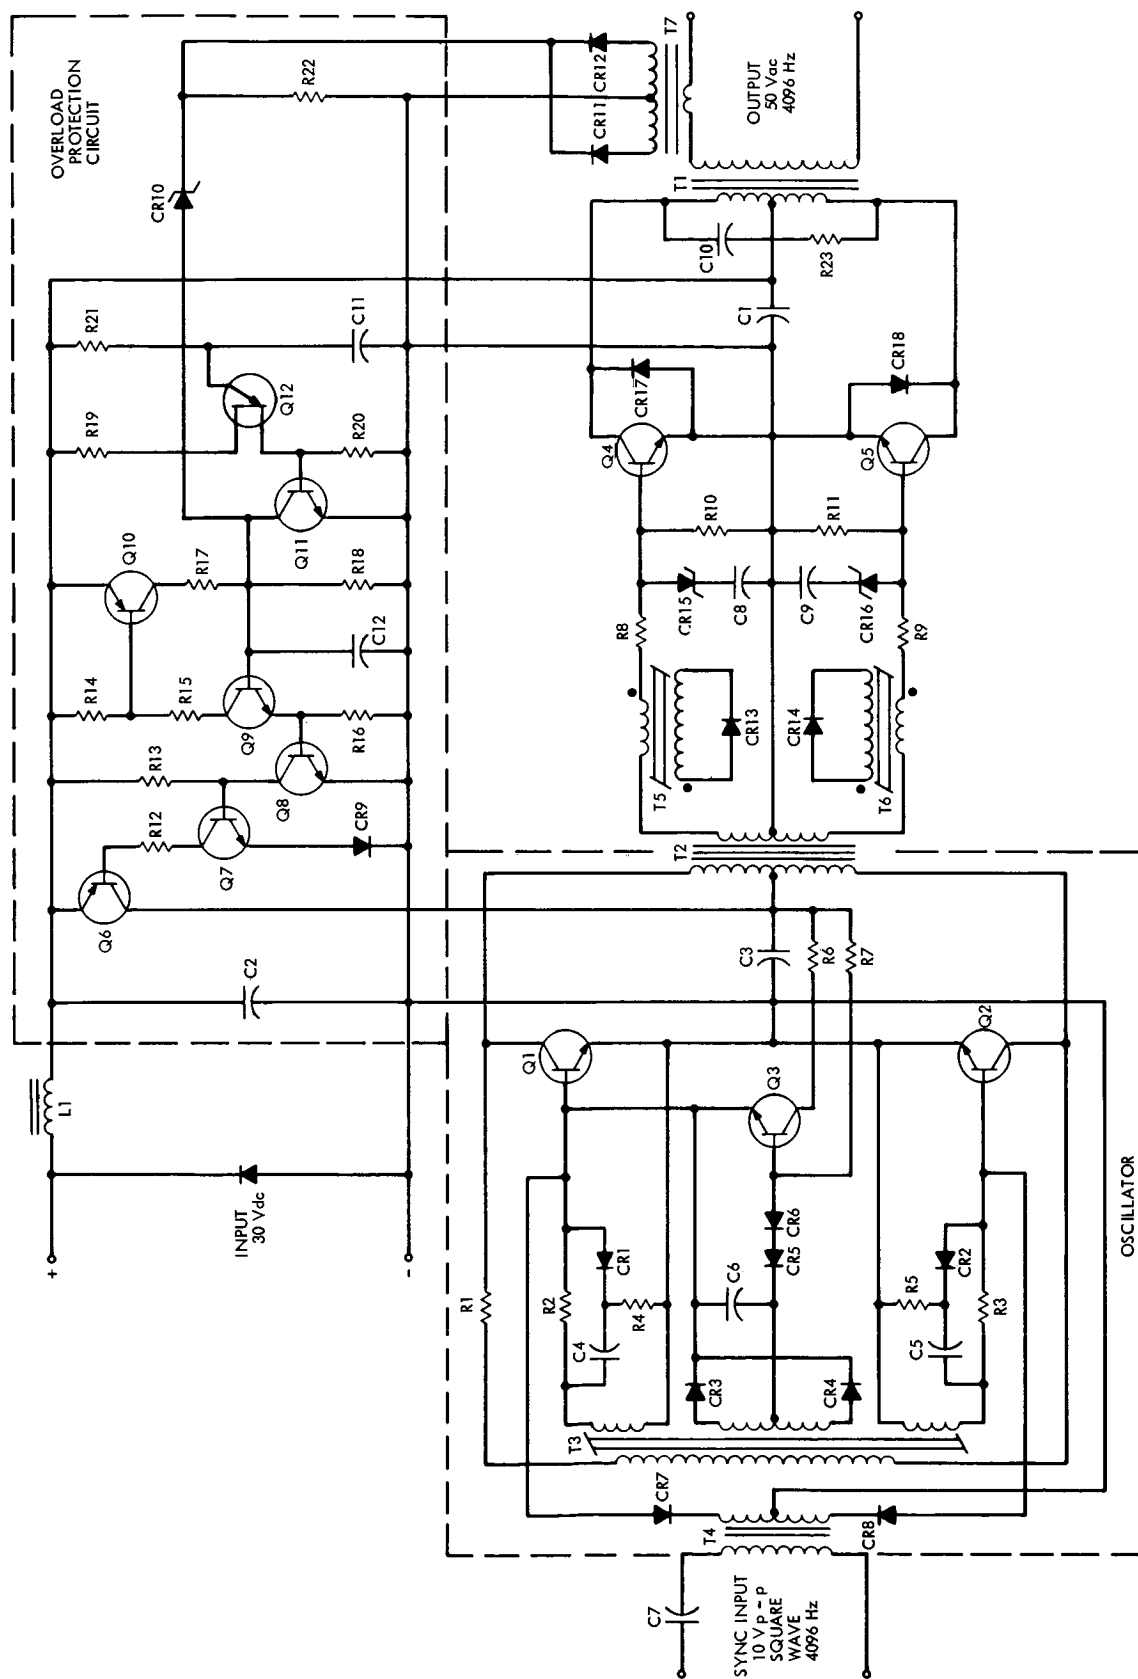 OVERLOAD
PROTECTION
CIRCUIT
CR10
R22
CR11
CR12
T7
OUTPUT
50 Vac
4096 Hz
R21
C11
R19
Q12
R20
Q10
R17
Q11
R18
C12
R14
R15
Q9
R16
R13
Q8
R12
Q7
CR9
Q6
C2
L1
+
-
INPUT
30 Vdc
T1
C10
R23
C1
CR17
CR18
Q4
Q5
R10
R11
CR15
C8
C9
CR16
R8
R9
T5
CR13
CR14
T6
T2
C3
R6
R7
Q1
Q3
Q2
R1
R2
CR1
C4
R4
C6
CR5
CR6
CR3
CR4
R5
CR2
C5
R3
T3
CR7
T4
CR8
C7
OSCILLATOR
SYNC INPUT
10 V p - p
SQUARE
WAVE
4096 Hz